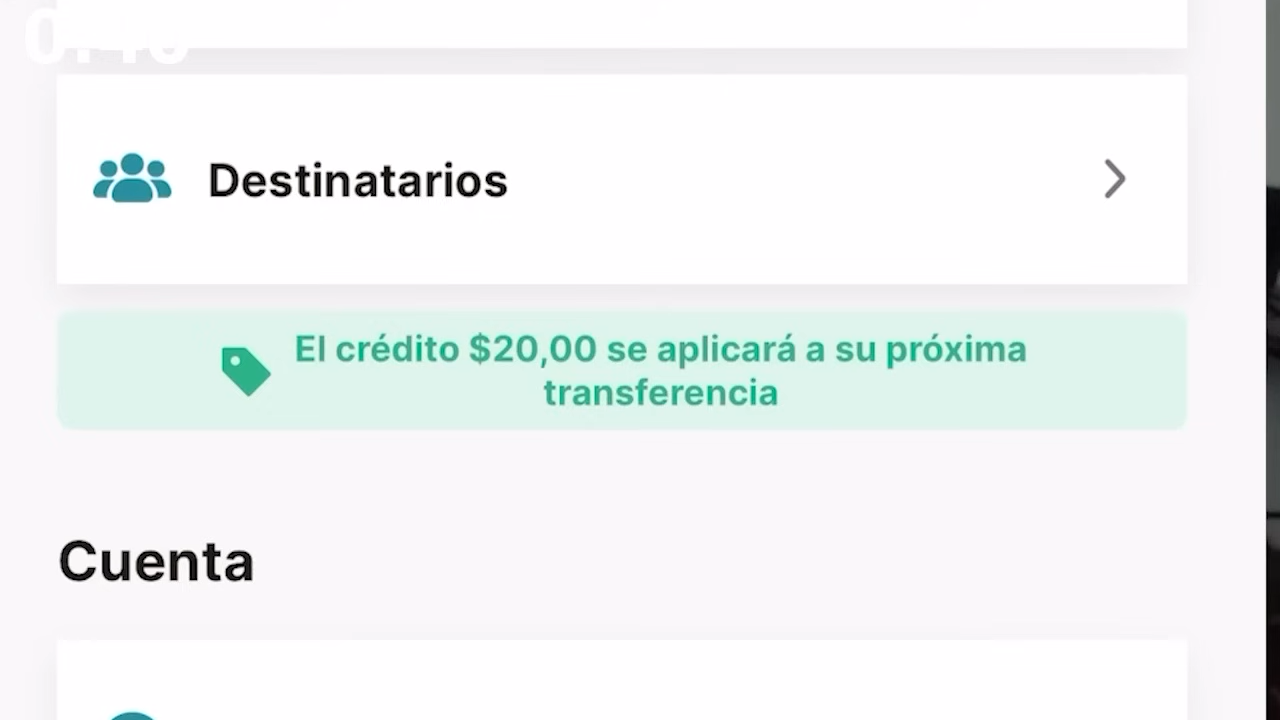 Destinatarios
El crédito $20,00 se aplicará a su próxima
transferencia
Cuenta